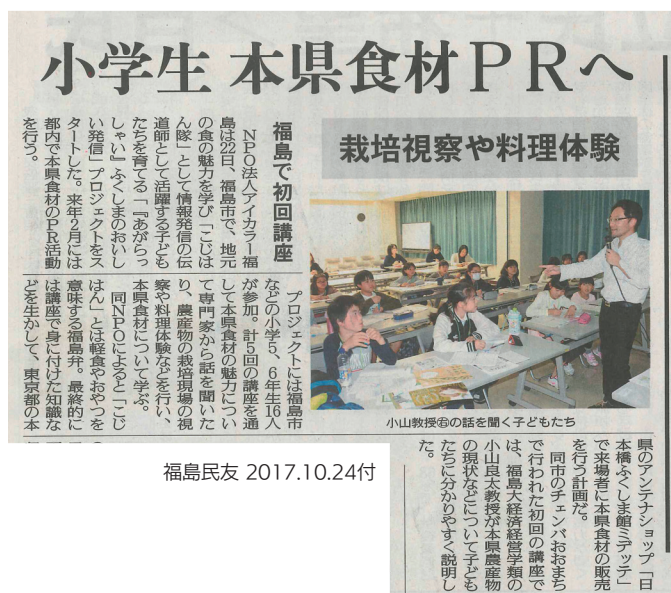 小学生 本県食材PRへ
栽培視察や料理体験
福島で初回講座
NPO法人アイカラー福
島は22日、福島市で、地元
の食の魅力を学び「こじは
ん隊」として情報発信の伝
道師として活躍する子ども
たちを育てる「『あがらっ
しゃい』ふくしまのおいし
い発信」プロジェクトをス
タートした。来年2月には
都内で本県食材のPR活動
を行う。
プロジェクトには福島市
などの小学5、6年生16人
が参加。計5回の講座を通
して本県食材の魅力につい
て専門家から話を聞いた
り、農産物の栽培現場の視
察や料理体験などを行い、
本県食材について学ぶ。
同NPOによると「こじ
はん」とは軽食やおやつを
意味する福島弁。最終的に
は講座で身に付けた知識な
どを生かして、東京都の本
県のアンテナショップ「日
本橋ふくしま館ミデッテ」
で来場者に本県食材の販売
を行う計画だ。
同市のチェンバおおまち
で行われた初回の講座で
は、福島大経済経営学類の
小山良太教授が本県農産物
の現状などについて子ども
たちに分かりやすく説明し
た。
小山教授㊨の話を聞く子どもたち
福島民友 2017.10.24付